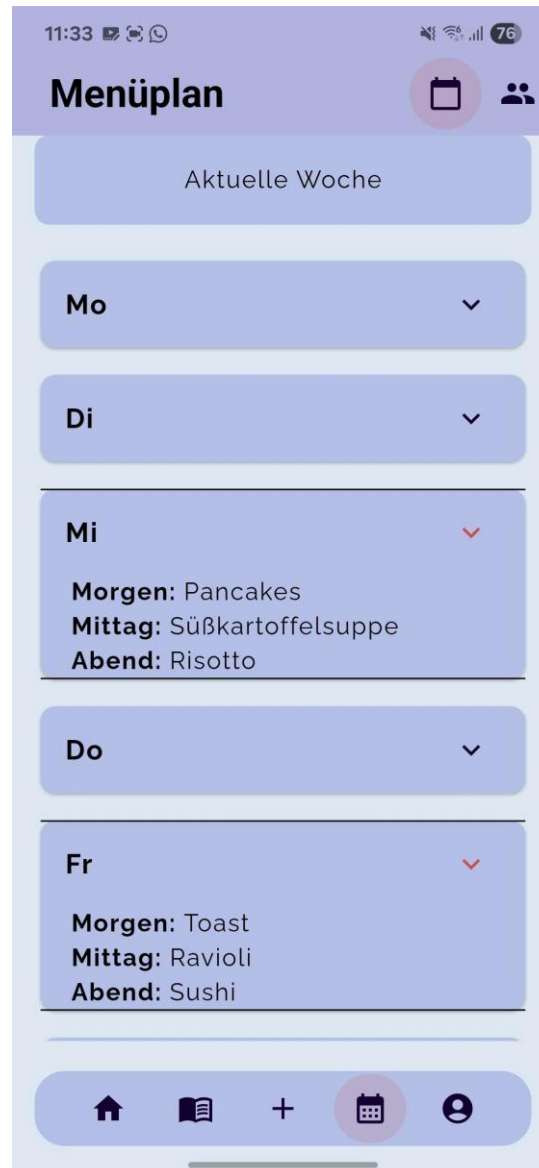 11:33
76
Menüplan
Aktuelle Woche
Mo
Di
Mi
Morgen: Pancakes
Mittag: Süßkartoffelsuppe
Abend: Risotto
Do
Fr
Morgen: Toast
Mittag: Ravioli
Abend: Sushi